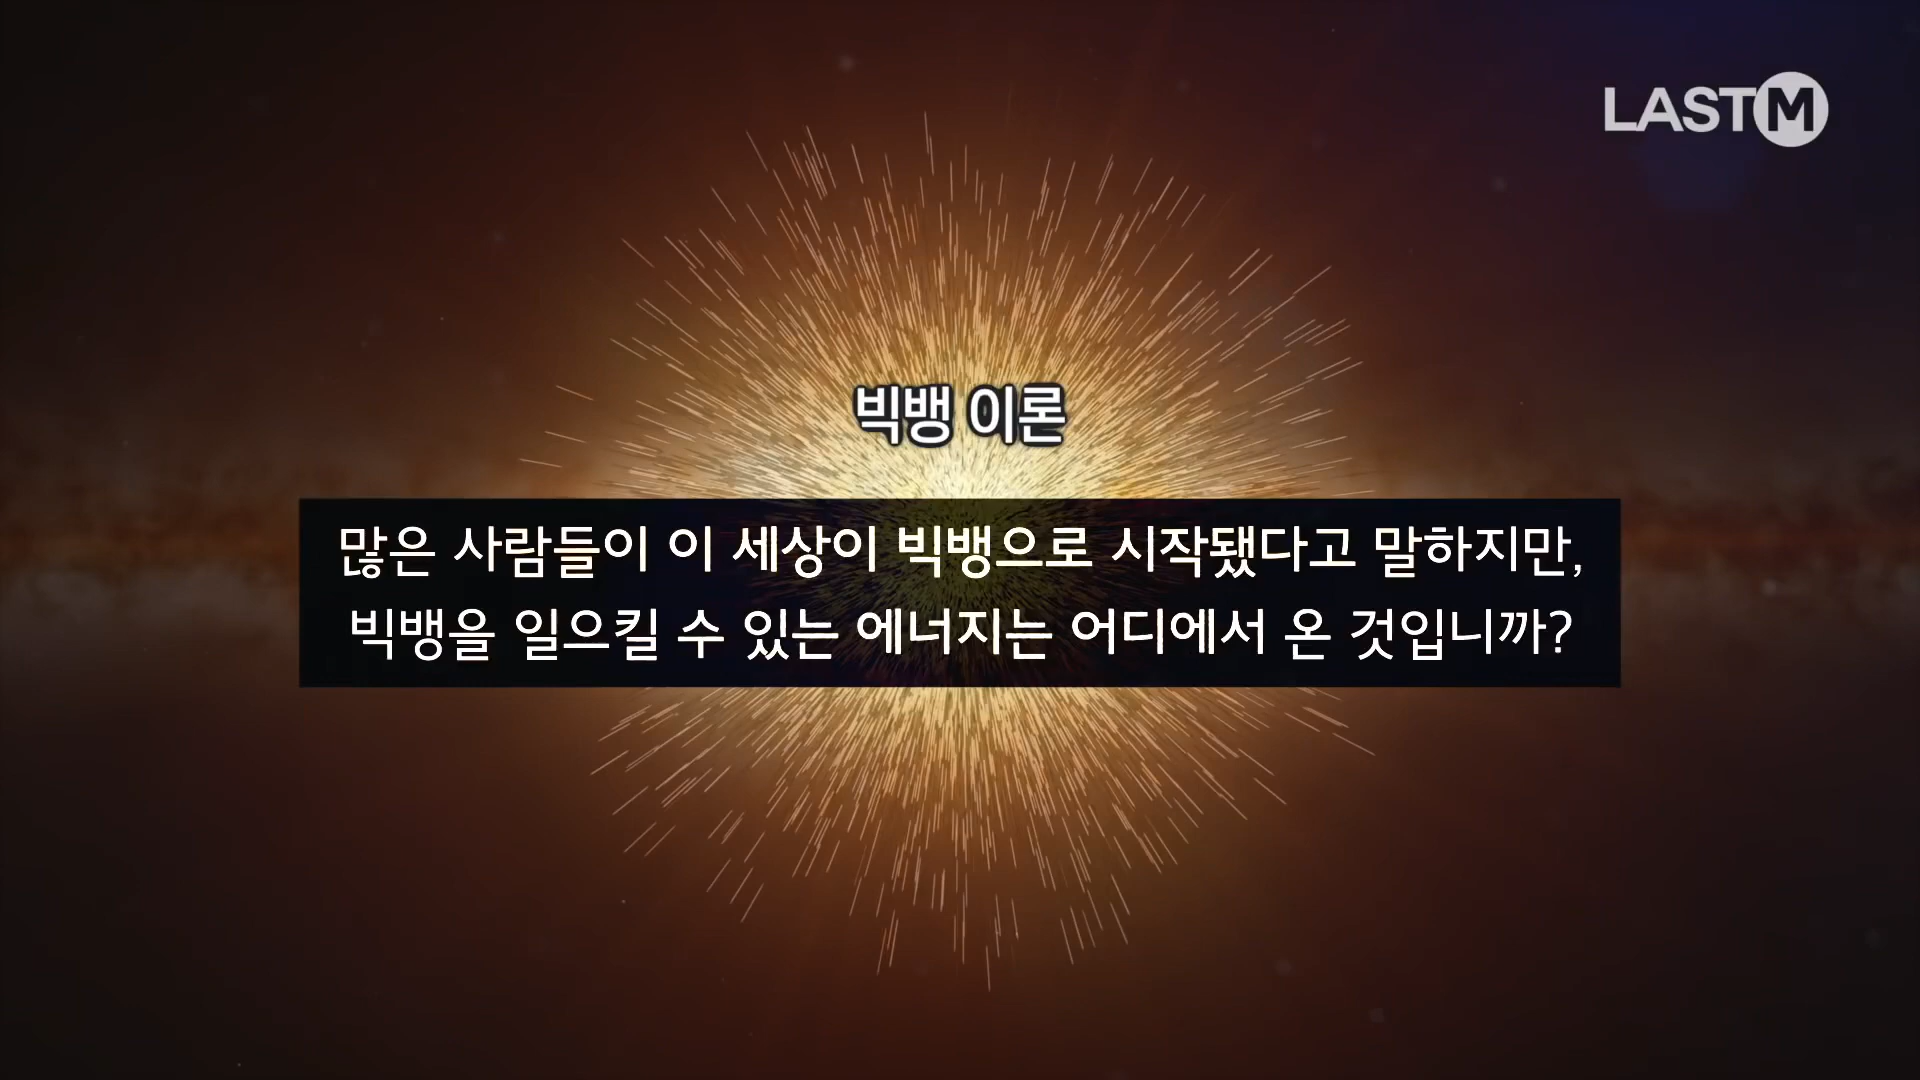 LASTM
빅뱅 이론
많은 사람들이 이 세상이 빅뱅으로 시작됐다고 말하지만,
빅뱅을 일으킬 수 있는 에너지는 어디에서 온 것입니까?